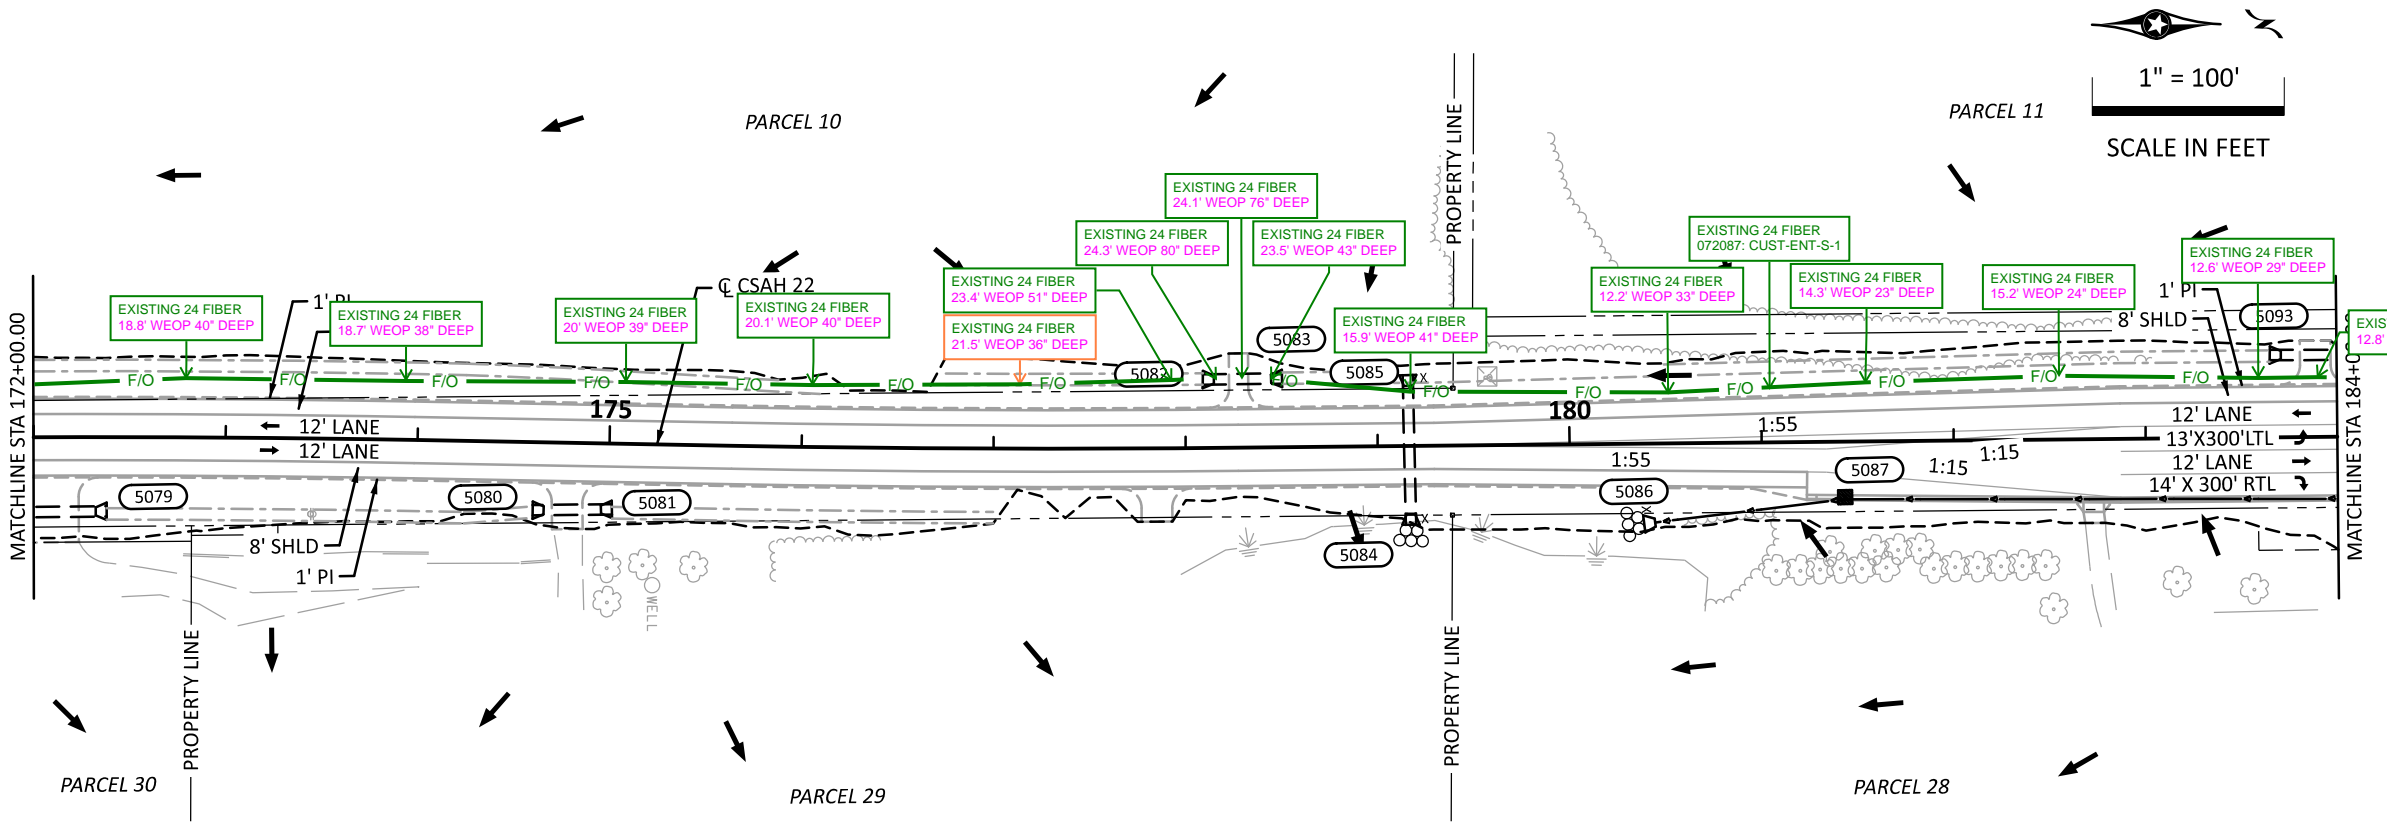 1" = 100'
SCALE IN FEET
PARCEL 10
PARCEL 11
PROPERTY LINE
EXISTING 24 FIBER
24.1' WEOP 76" DEEP
EXISTING 24 FIBER
24.3' WEOP 80" DEEP
EXISTING 24 FIBER
23.5' WEOP 43" DEEP
EXISTING 24 FIBER
072087: CUST-ENT-S-1
EXISTING 24 FIBER
12.6' WEOP 29" DEEP
EXISTING 24 FIBER
23.4' WEOP 51" DEEP
EXISTING 24 FIBER
12.2' WEOP 33" DEEP
EXISTING 24 FIBER
14.3' WEOP 23" DEEP
EXISTING 24 FIBER
15.2' WEOP 24" DEEP
℄ CSAH 22
1' PI
1' PI
EXISTING 24 FIBER
18.8' WEOP 40" DEEP
EXISTING 24 FIBER
18.7' WEOP 38" DEEP
EXISTING 24 FIBER
20' WEOP 39" DEEP
EXISTING 24 FIBER
20.1' WEOP 40" DEEP
EXISTING 24 FIBER
21.5' WEOP 36" DEEP
EXISTING 24 FIBER
15.9' WEOP 41" DEEP
8' SHLD
5093
EXIS
12.8'
5083
5085
F/O
F/O
F/O
F/O
F/O
F/O
F/O
F/O
F/O
F/O
F/O
F/O
F/O
MATCHLINE STA 172+00.00
175
180
12' LANE
12' LANE
1:55
1:55
12' LANE
13'X300'LTL
12' LANE
14' X 300' RTL
1:15
1:15
MATCHLINE STA 184+0
5079
5080
5081
5086
5087
5084
x
x
x
8' SHLD
1' PI
WELL
PROPERTY LINE
PROPERTY LINE
PARCEL 30
PARCEL 29
PARCEL 28